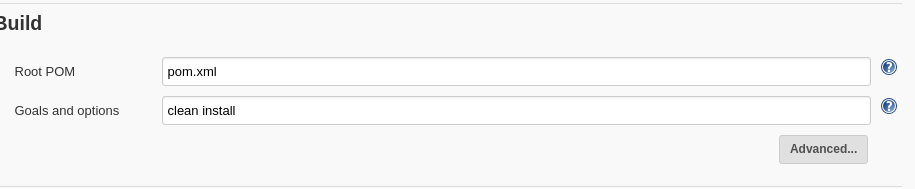 Build
Root POM
pom.xml
Goals and options
clean install
Advanced...